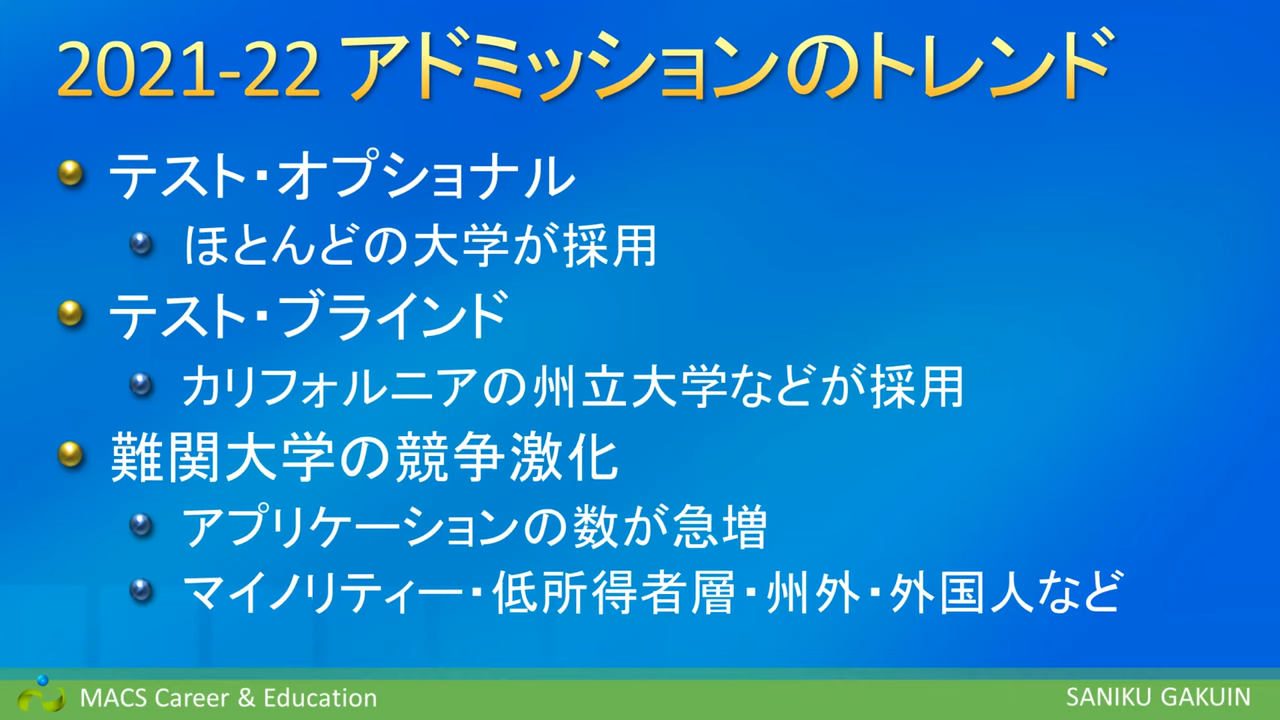 2021-22 アドミッションのトレンド
テスト・オプショナル
ほとんどの大学が採用
テスト・ブラインド
カリフォルニアの州立大学などが採用
難関大学の競争激化
アプリケーションの数が急増
マイノリティー・低所得者層・州外・外国人など
MACS Career & Education
SANIKU GAKUIN